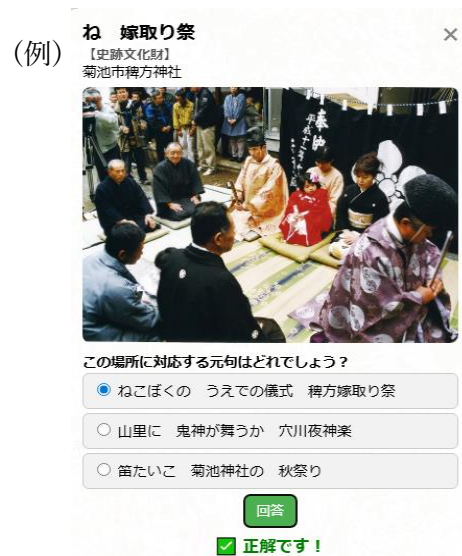 (例)
ね　嫁取り祭
×
【史跡文化財】
菊池市稗方神社
奉納
この場所に対応する元句はどれでしょう？
ねこぼくの　うえでの儀式　稗方嫁取り祭
山里に　鬼神が舞うか　穴川夜神楽
笛たいこ　菊池神社の　秋祭り
回答
✅ 正解です！